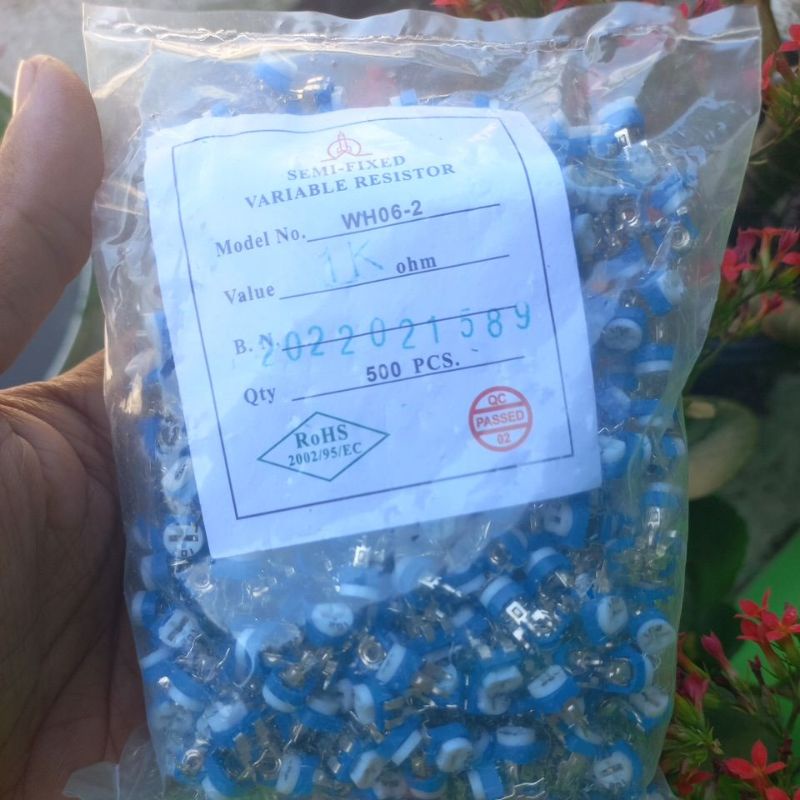 SEMI-FIXED
VARIABLE RESISTOR
Model No. WH06-2
Value 1K ohm
B. N. 2022021589
Qty 500 PCS.
RoHS
2002/95/EC
QC
PASSED
02